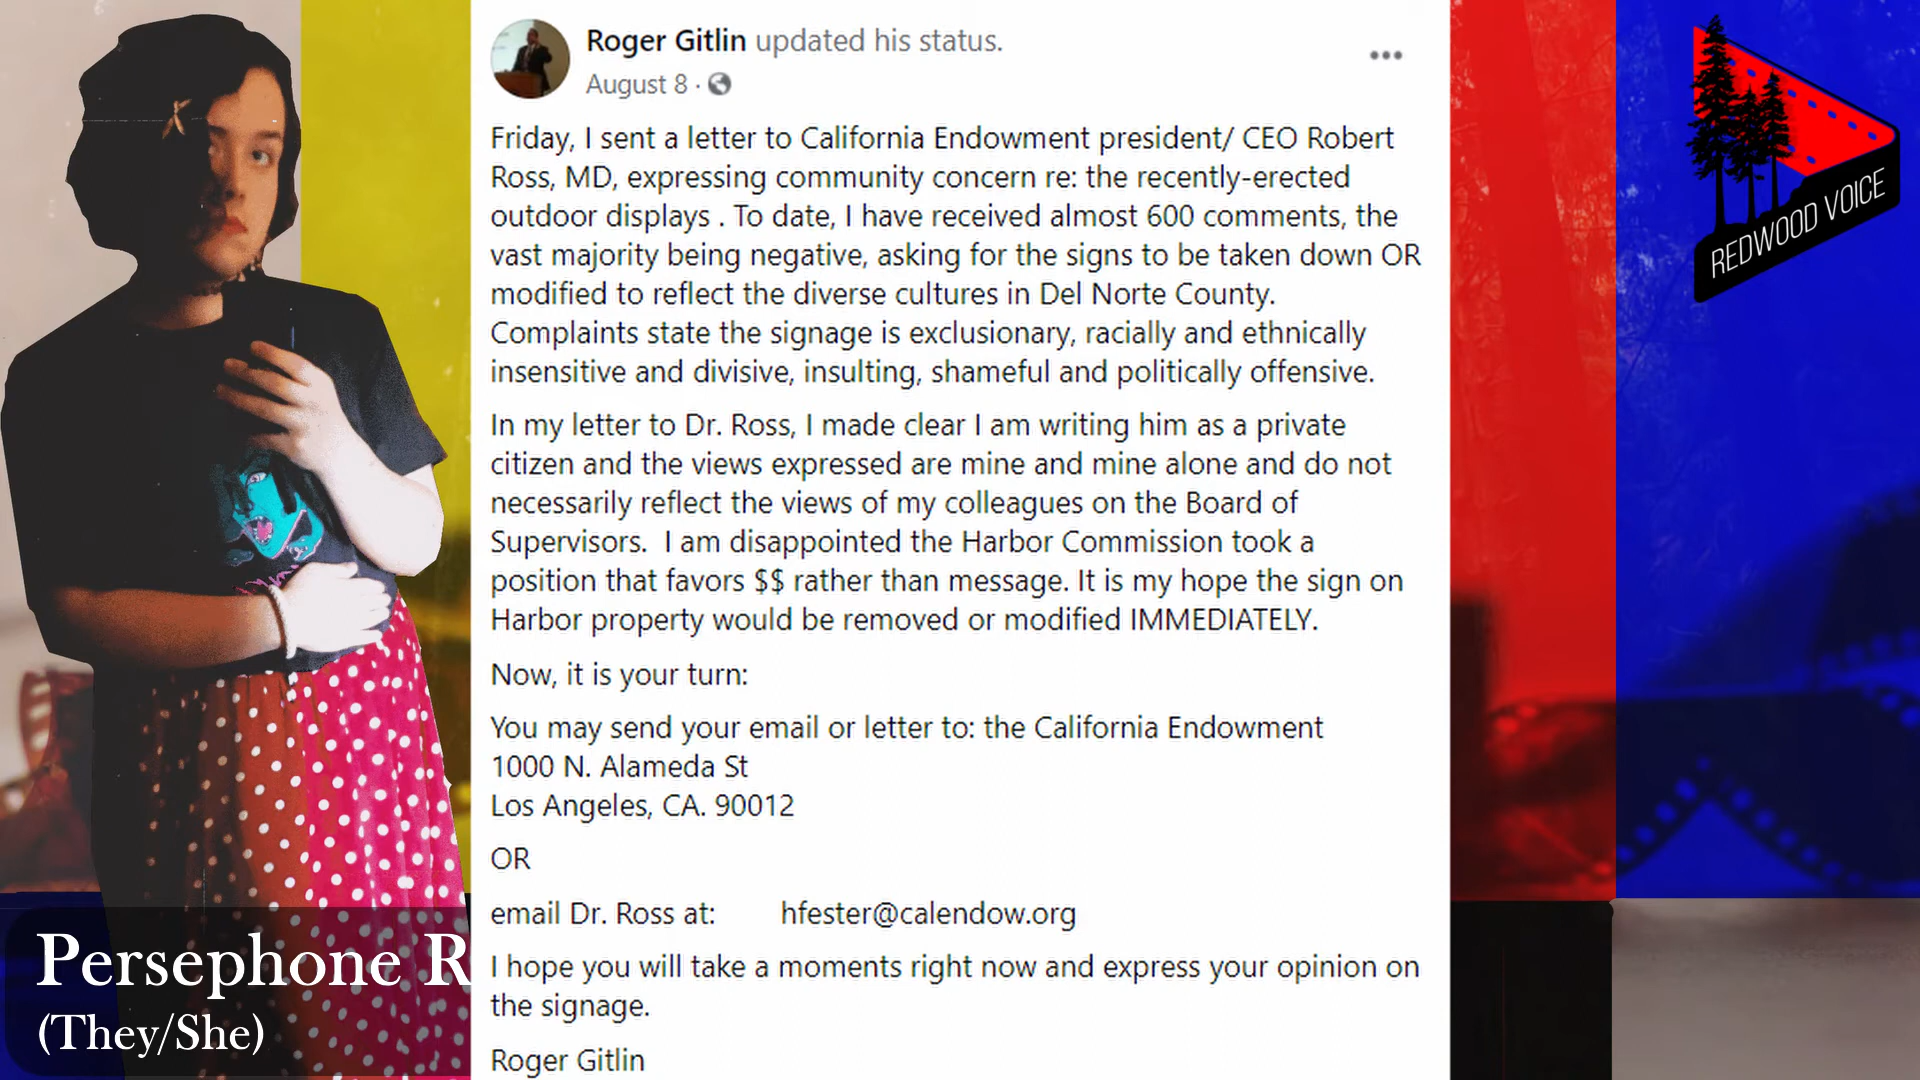 Roger Gitlin updated his status.
August 8 ·
Friday, I sent a letter to California Endowment president/ CEO Robert
Ross, MD, expressing community concern re: the recently-erected
outdoor displays . To date, I have received almost 600 comments, the
vast majority being negative, asking for the signs to be taken down OR
modified to reflect the diverse cultures in Del Norte County.
Complaints state the signage is exclusionary, racially and ethnically
insensitive and divisive, insulting, shameful and politically offensive.
In my letter to Dr. Ross, I made clear I am writing him as a private
citizen and the views expressed are mine and mine alone and do not
necessarily reflect the views of my colleagues on the Board of
Supervisors.  I am disappointed the Harbor Commission took a
position that favors $$ rather than message. It is my hope the sign on
Harbor property would be removed or modified IMMEDIATELY.
Now, it is your turn:
You may send your email or letter to: the California Endowment
1000 N. Alameda St
Los Angeles, CA. 90012
OR
email Dr. Ross at: hfester@calendow.org
I hope you will take a moments right now and express your opinion on
the signage.
Roger Gitlin
REDWOOD VOICE
Persephone R
(They/She)